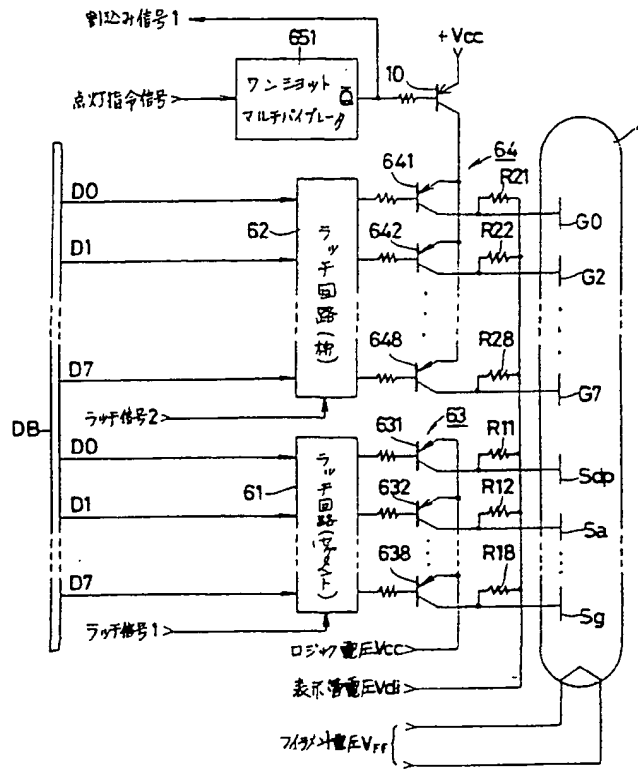 割込み信号1
651
+Vcc
ワンショット
マルチバイブレータ
Q̄
10
点灯指令信号
64
641
R21
D0
G0
62
ラッチ回路(桁)
642
R22
D1
G2
648
R28
D7
G7
ラッチ信号2
DB
631
63
R11
D0
Sdp
61
ラッチ回路(セグメント)
632
R12
D1
Sa
638
R18
D7
Sg
ラッチ信号1
ロジック電圧Vcc
表示管電圧Vdi
フィラメント電圧VFF